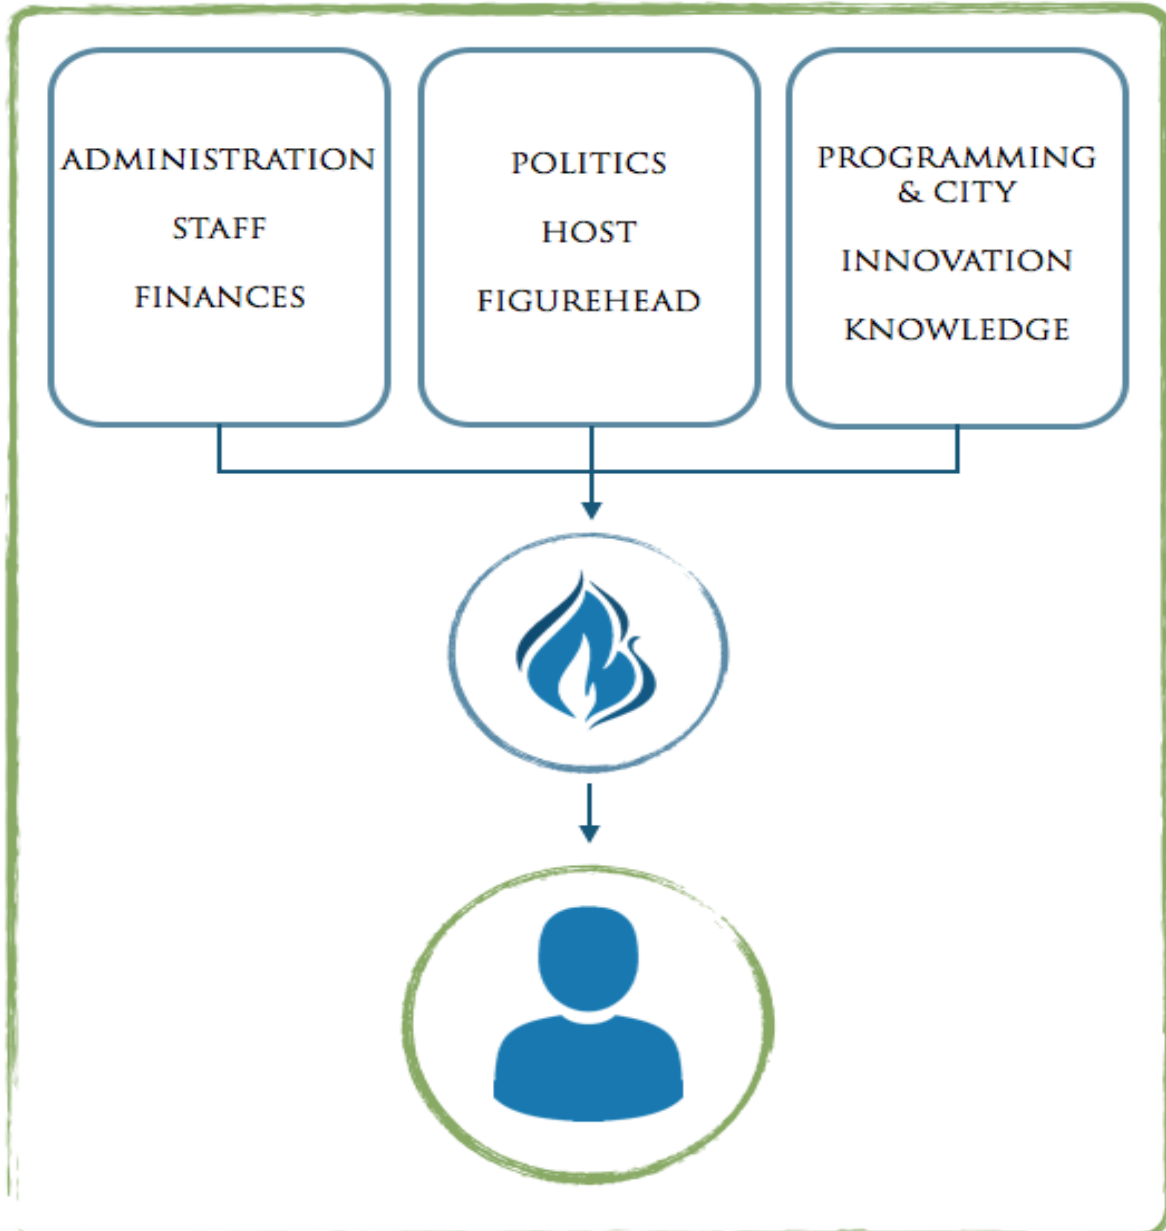 ADMINISTRATION
STAFF
FINANCES
POLITICS
HOST
FIGUREHEAD
PROGRAMMING
& CITY
INNOVATION
KNOWLEDGE